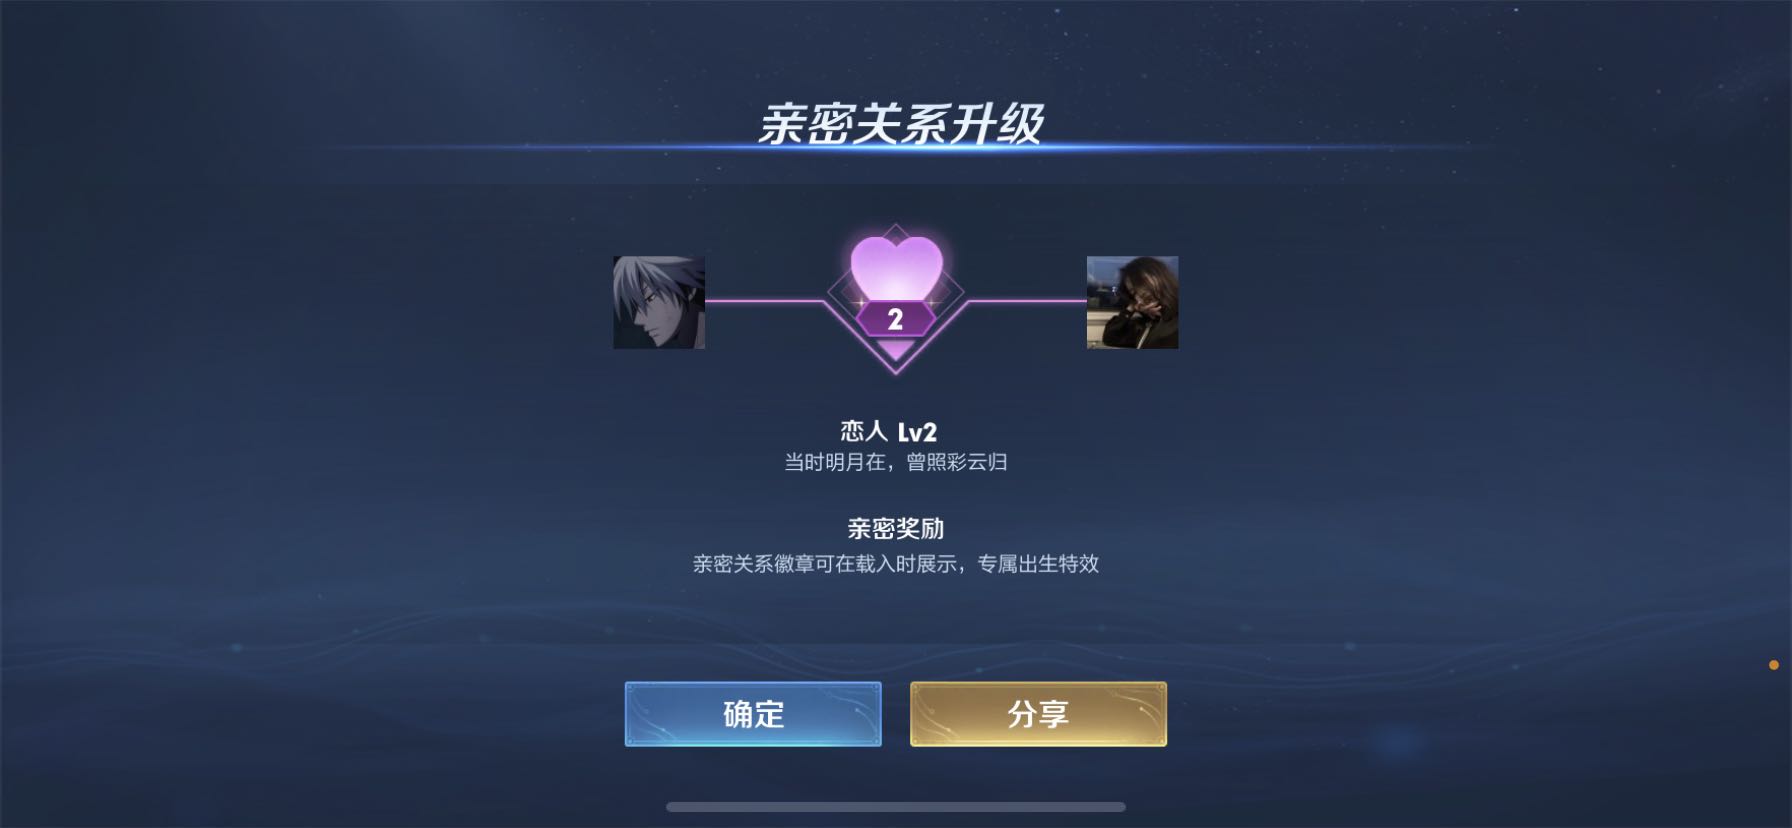 亲密关系升级
2
恋人 Lv2
当时明月在，曾照彩云归
亲密奖励
亲密关系徽章可在载入时展示，专属出生特效
确定
分享